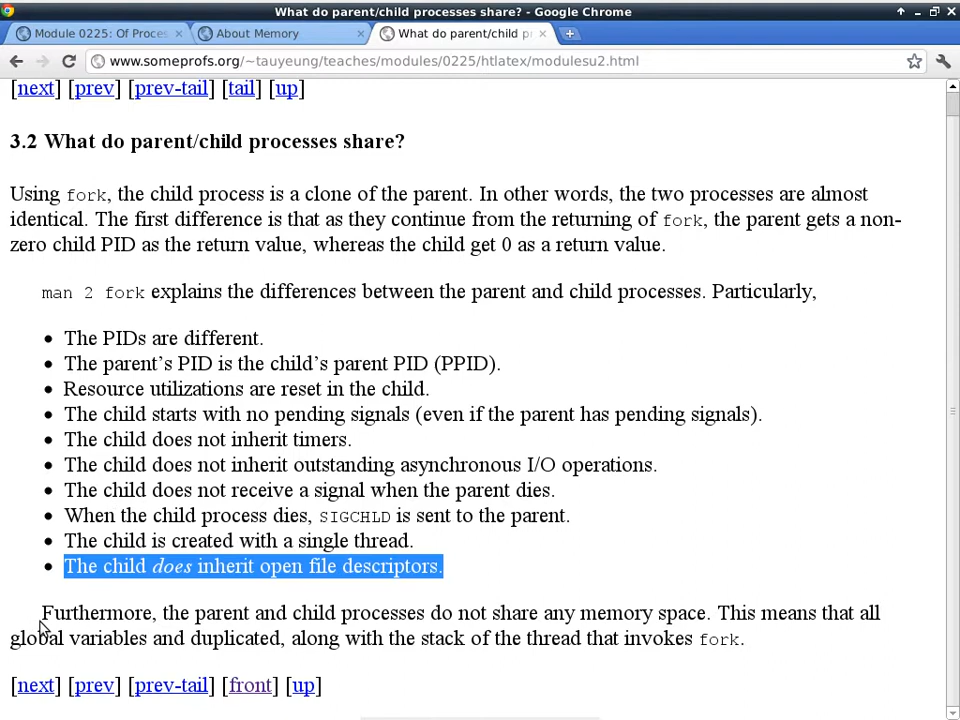 What do parent/child processes share? - Google Chrome
Module 0225: Of Proces
About Memory
What do parent/child pr
www.someprofs.org/~tauyeung/teaches/modules/0225/htlatex/modulesu2.html
[next] [prev] [prev-tail] [tail] [up]
3.2 What do parent/child processes share?
Using fork, the child process is a clone of the parent. In other words, the two processes are almost
identical. The first difference is that as they continue from the returning of fork, the parent gets a non-
zero child PID as the return value, whereas the child get 0 as a return value.
man 2 fork explains the differences between the parent and child processes. Particularly,
• The PIDs are different.
• The parent's PID is the child's parent PID (PPID).
• Resource utilizations are reset in the child.
• The child starts with no pending signals (even if the parent has pending signals).
• The child does not inherit timers.
• The child does not inherit outstanding asynchronous I/O operations.
• The child does not receive a signal when the parent dies.
• When the child process dies, SIGCHLD is sent to the parent.
• The child is created with a single thread.
• The child does inherit open file descriptors.
Furthermore, the parent and child processes do not share any memory space. This means that all
global variables and duplicated, along with the stack of the thread that invokes fork.
[next] [prev] [prev-tail] [front] [up]